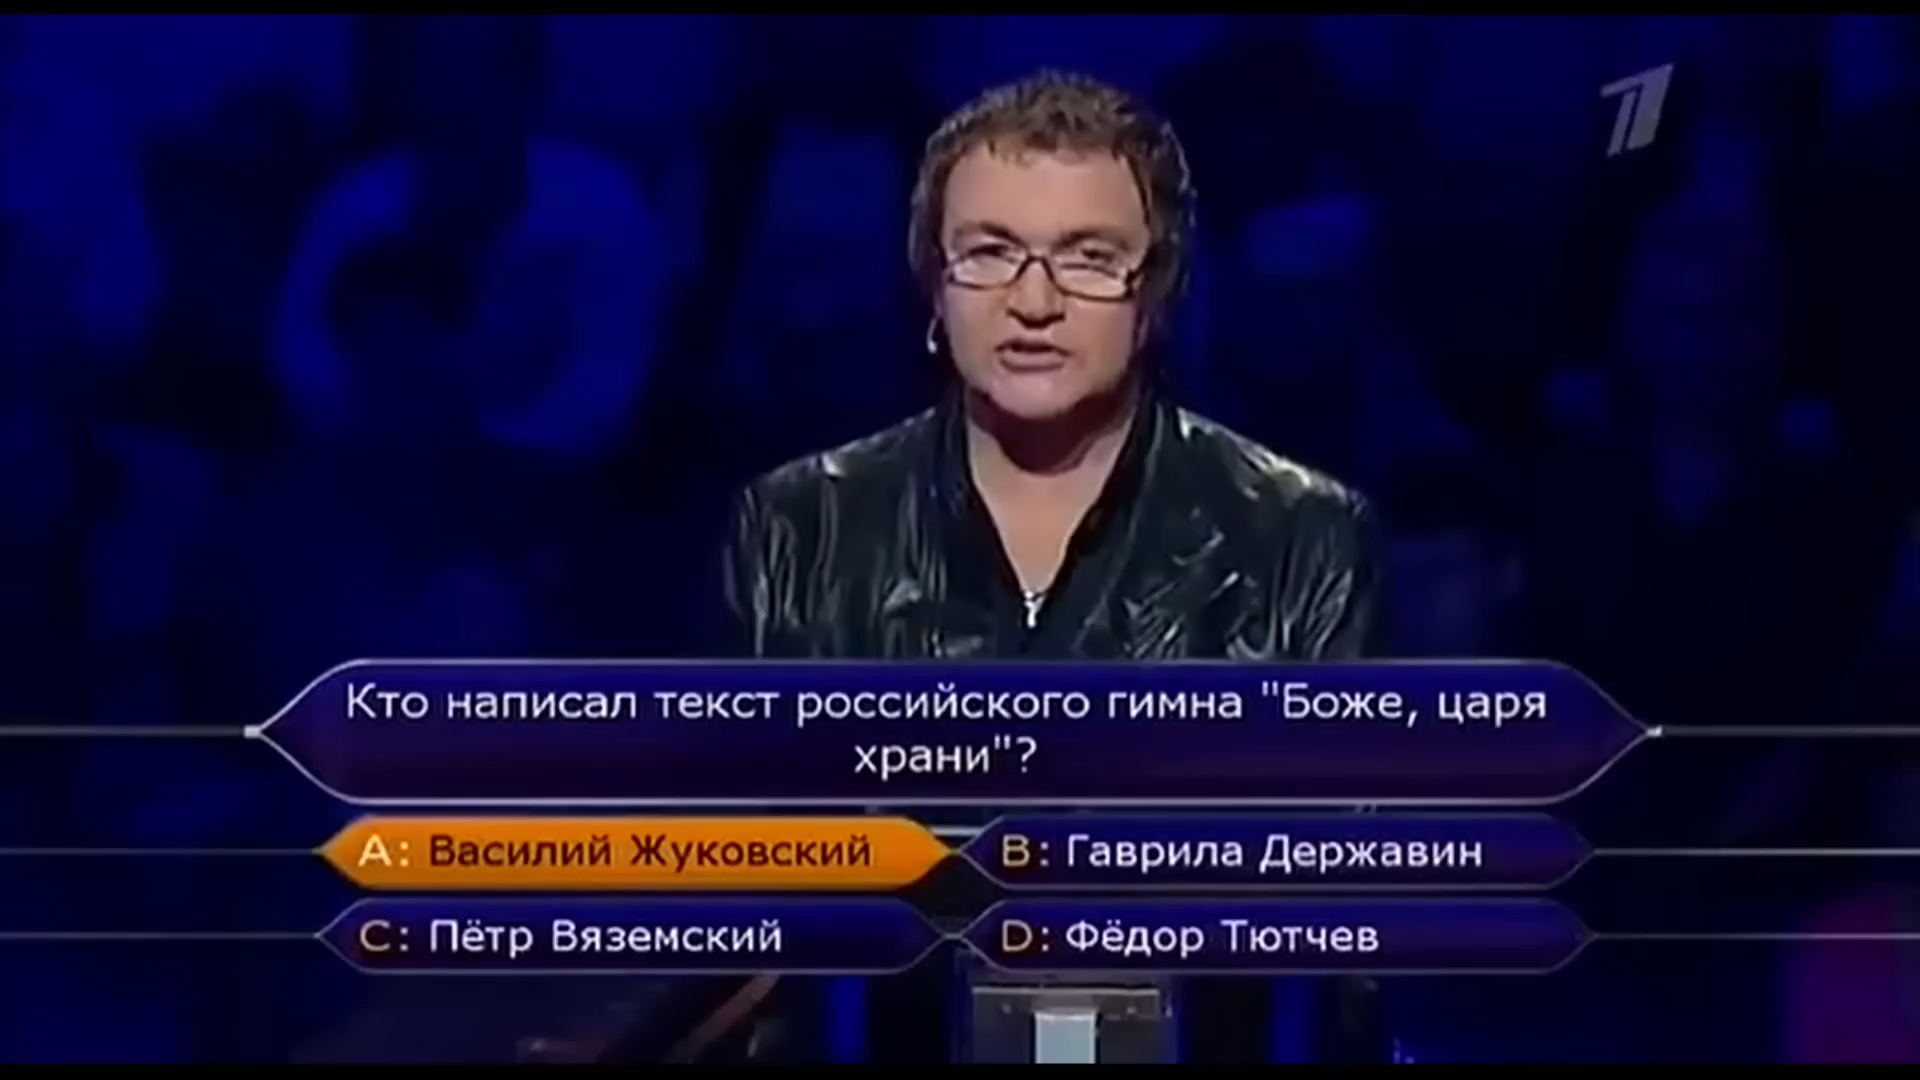 Кто написал текст российского гимна "Боже, царя
храни"?
A: Василий Жуковский
B: Гаврила Державин
C: Пётр Вяземский
D: Фёдор Тютчев